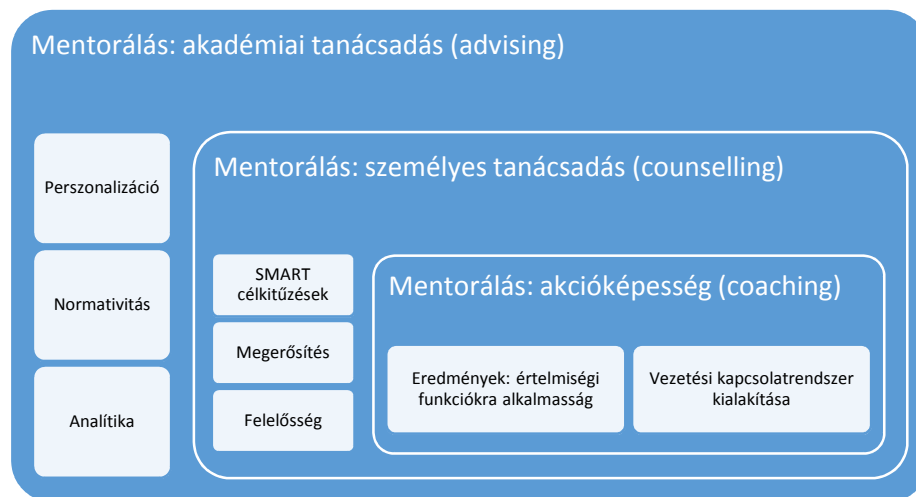 Mentorálás: akadémiai tanácsadás (advising)
Perszonalizáció
Normativitás
Analítika
Mentorálás: személyes tanácsadás (counselling)
SMART
célkitűzések
Megerősítés
Felelősség
Mentorálás: akcióképesség (coaching)
Eredmények: értelmiségi
funkciókra alkalmasság
Vezetési kapcsolatrendszer
kialakítása